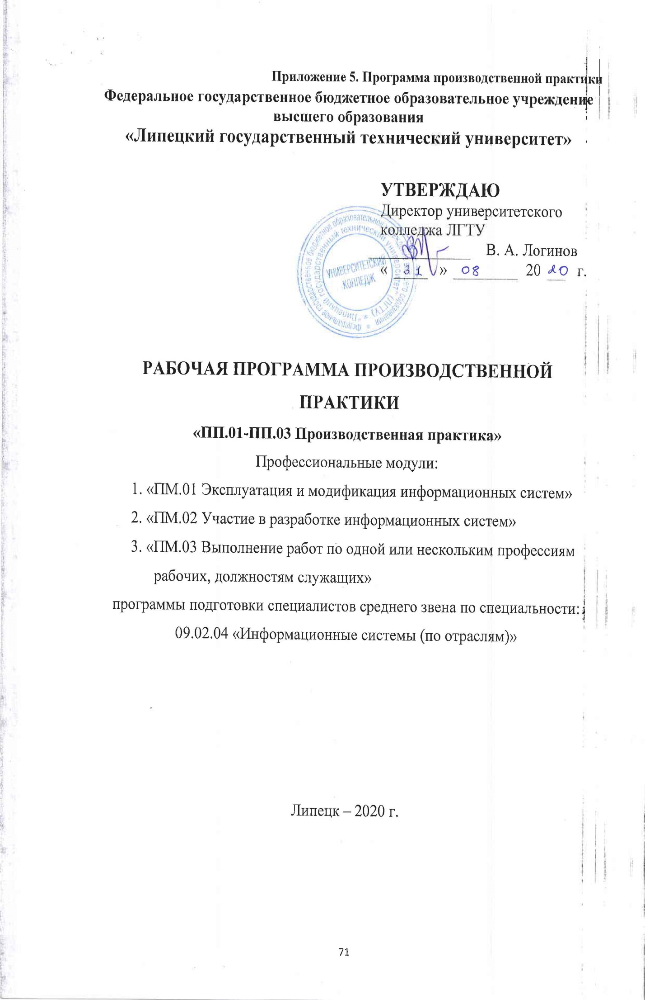 Приложение 5. Программа производственной практики
Федеральное государственное бюджетное образовательное учреждение
высшего образования
«Липецкий государственный технический университет»
УТВЕРЖДАЮ
Директор университетского
колледжа ЛГТУ
В. А. Логинов
« 31 » 08 20 20 г.
Федеральное государственное бюджетное образовательное учреждение высшего образования *
"Липецкий государственный технический университет" (ЛГТУ) *
УНИВЕРСИТЕТСКИЙ
КОЛЛЕДЖ
РАБОЧАЯ ПРОГРАММА ПРОИЗВОДСТВЕННОЙ
ПРАКТИКИ
«ПП.01-ПП.03 Производственная практика»
Профессиональные модули:
1. «ПМ.01 Эксплуатация и модификация информационных систем»
2. «ПМ.02 Участие в разработке информационных систем»
3. «ПМ.03 Выполнение работ по одной или нескольким профессиям
рабочих, должностям служащих»
программы подготовки специалистов среднего звена по специальности:
09.02.04 «Информационные системы (по отраслям)»
Липецк – 2020 г.
71